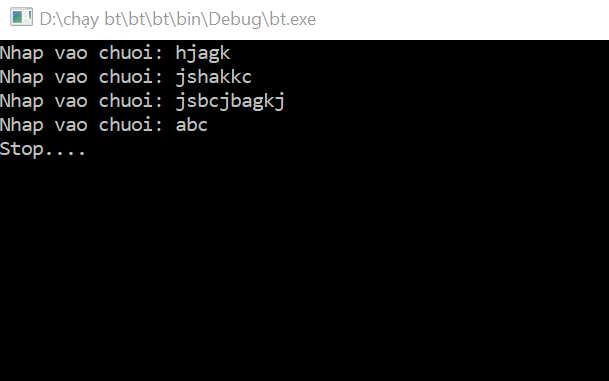 D:\chạy bt\bt\bt\bin\Debug\bt.exe
Nhap vao chuoi: hjagk
Nhap vao chuoi: jshakkc
Nhap vao chuoi: jsbcjbagkj
Nhap vao chuoi: abc
Stop....